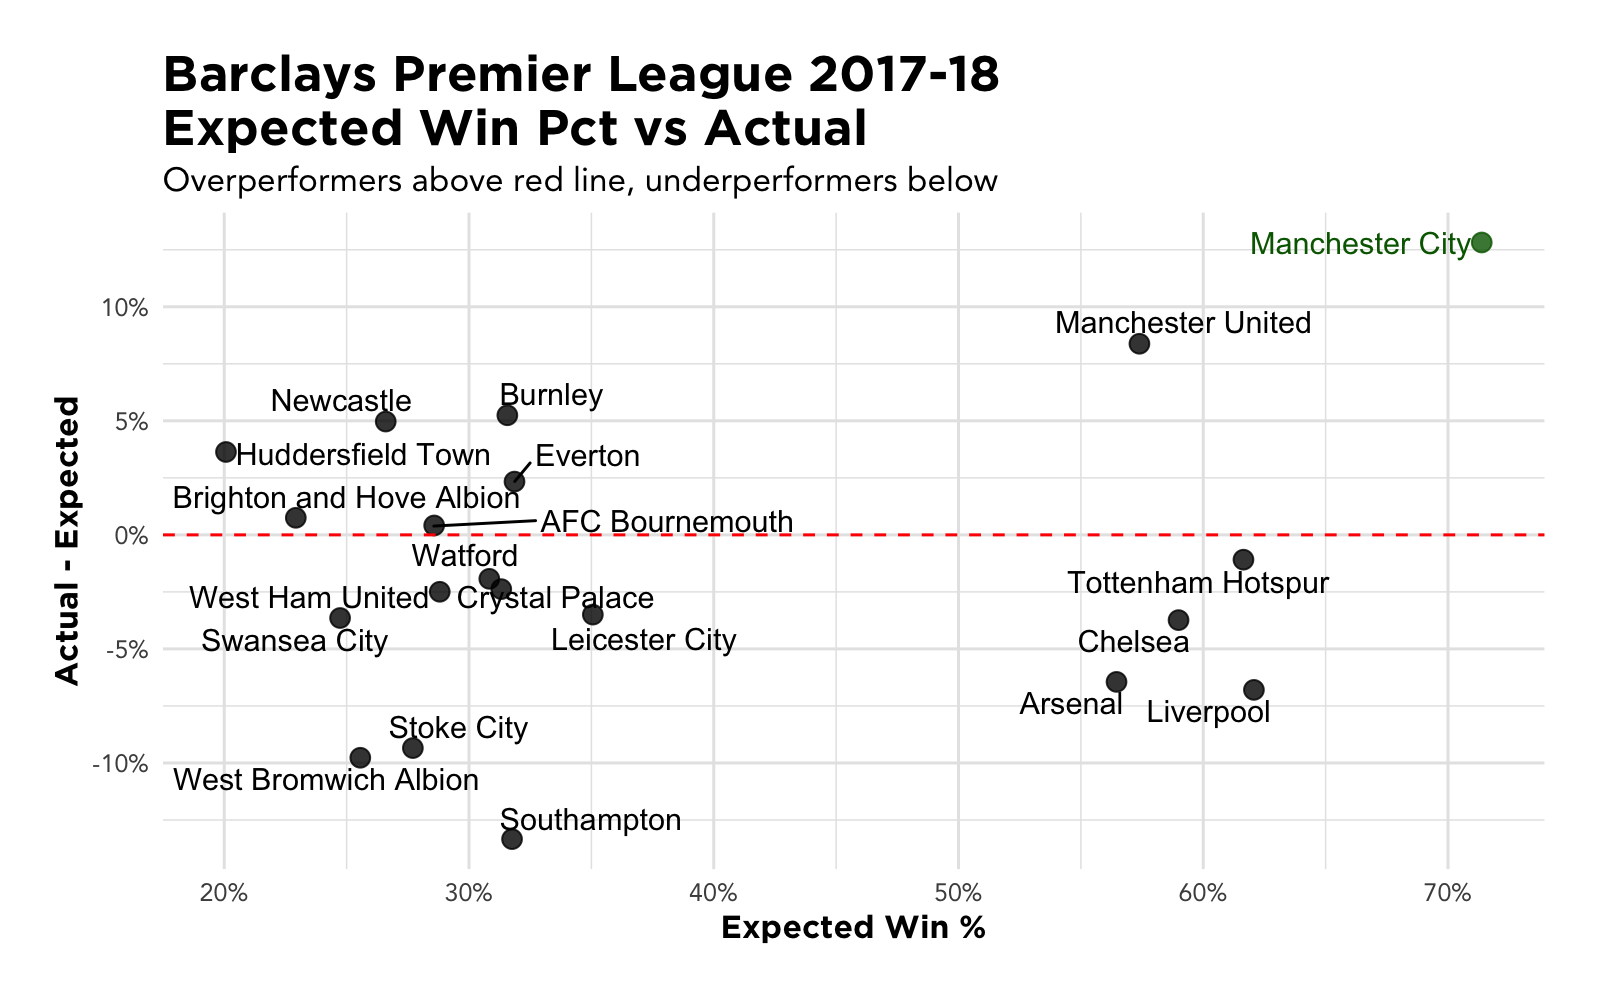 Barclays Premier League 2017-18
Expected Win Pct vs Actual
Overperformers above red line, underperformers below
Manchester City
10%
Manchester United
Newcastle
Burnley
5%
Huddersfield Town
Everton
Brighton and Hove Albion
AFC Bournemouth
0%
Watford
Tottenham Hotspur
West Ham United
Crystal Palace
Swansea City
Leicester City
Chelsea
-5%
Arsenal
Liverpool
Stoke City
-10%
West Bromwich Albion
Southampton
Actual - Expected
20%
30%
40%
50%
60%
70%
Expected Win %